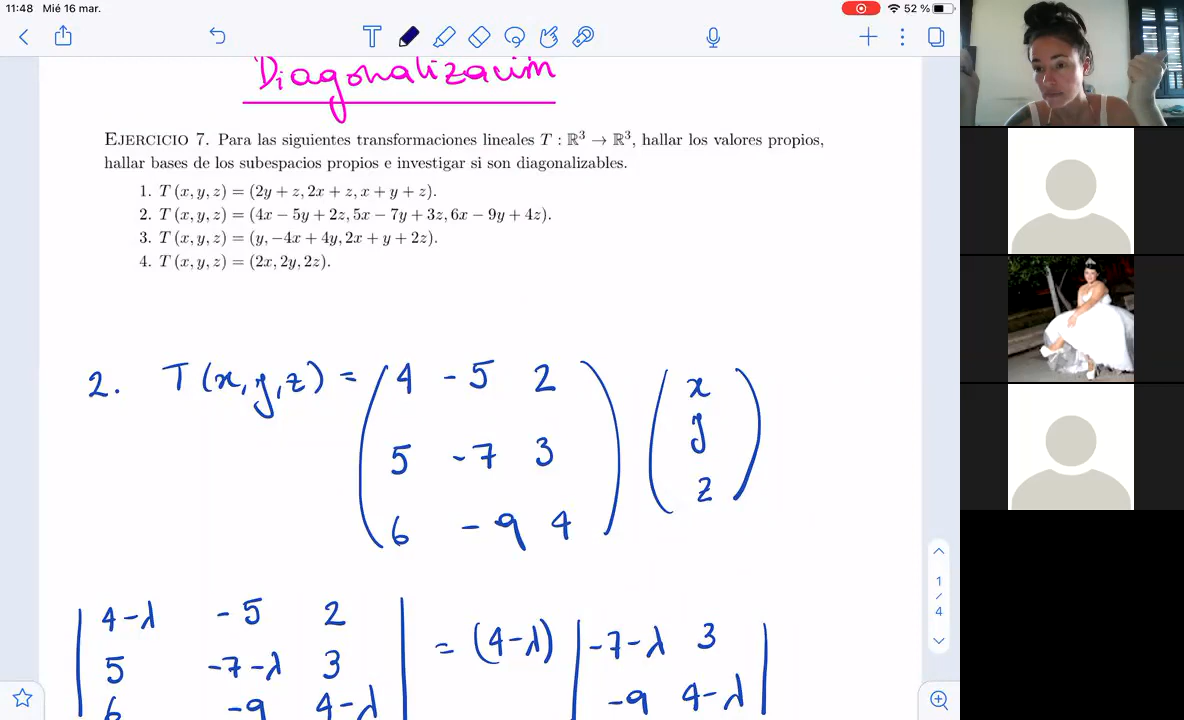 11:48 Mié 16 mar.
52 %
Diagonalización
EJERCICIO 7. Para las siguientes transformaciones lineales T : ℝ³ → ℝ³, hallar los valores propios,
hallar bases de los subespacios propios e investigar si son diagonalizables.
1. T (x, y, z) = (2y + z, 2x + z, x + y + z).
2. T (x, y, z) = (4x − 5y + 2z, 5x − 7y + 3z, 6x − 9y + 4z).
3. T (x, y, z) = (y, −4x + 4y, 2x + y + 2z).
4. T (x, y, z) = (2x, 2y, 2z).
2. T(x,y,z) = ( 4 -5 2 ) ( x
5 -7 3 y
6 -9 4 z )
| 4-λ -5 2 | = (4-λ) | -7-λ 3 |
5 -7-λ 3 -9 4-λ
6 -9 4-λ
1
/
4